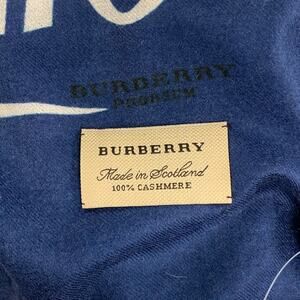 BURBERRY
PRORSUM
BURBERRY
Made in Scotland
100% CASHMERE